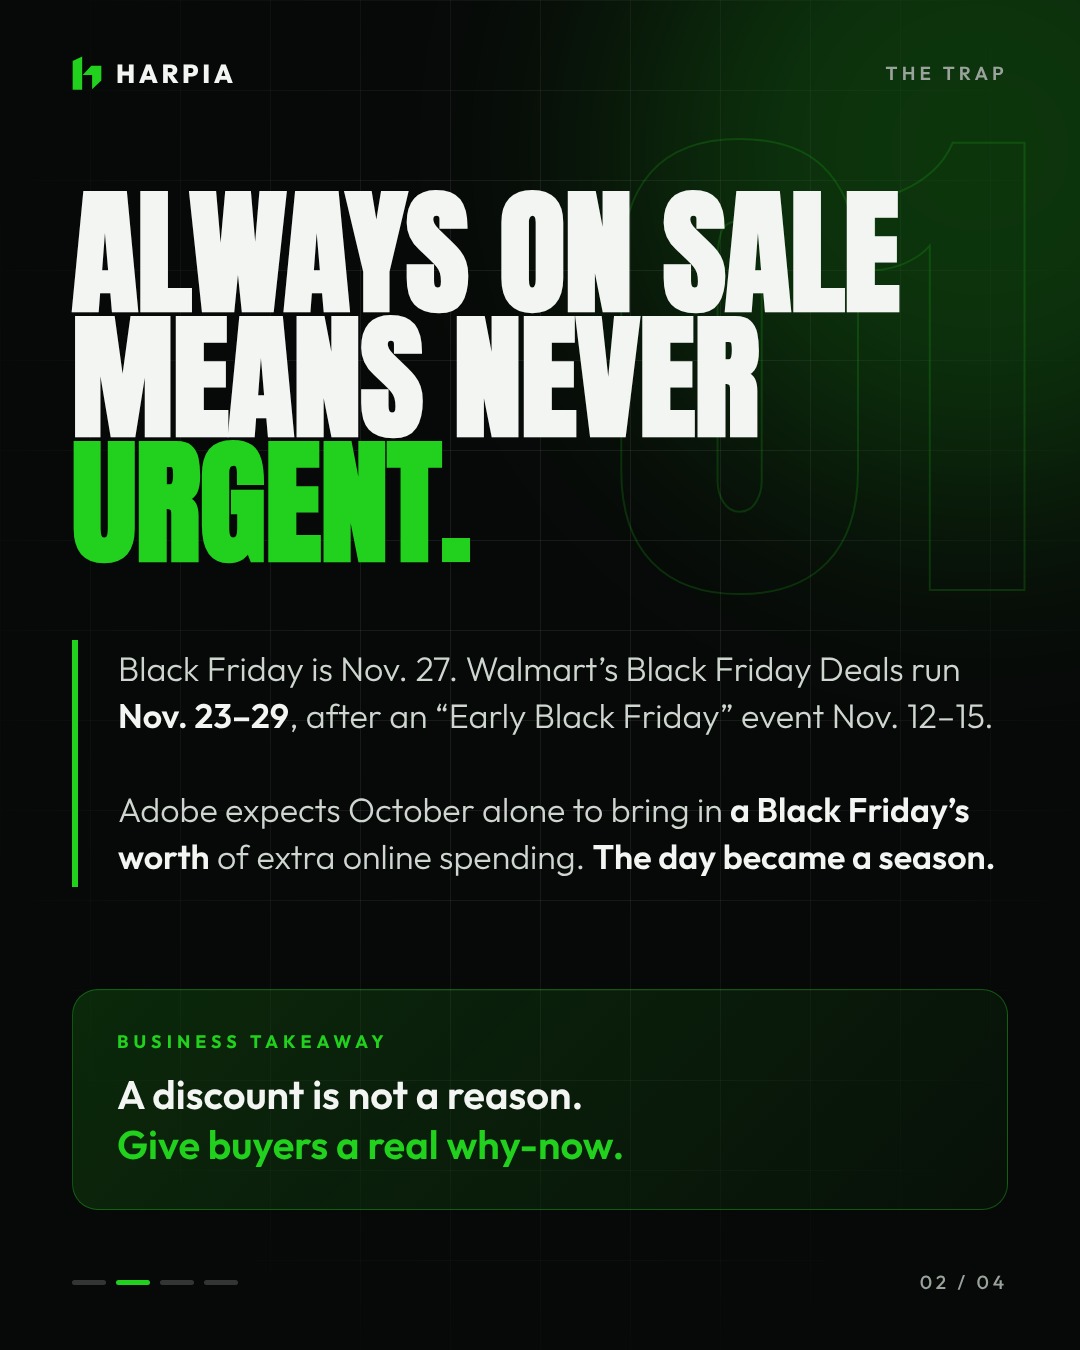 HARPIA
THE TRAP
01
ALWAYS ON SALE
MEANS NEVER
URGENT.
Black Friday is Nov. 27. Walmart’s Black Friday Deals run
Nov. 23–29, after an “Early Black Friday” event Nov. 12–15.
Adobe expects October alone to bring in a Black Friday’s
worth of extra online spending. The day became a season.
BUSINESS TAKEAWAY
A discount is not a reason.
Give buyers a real why-now.
02 / 04